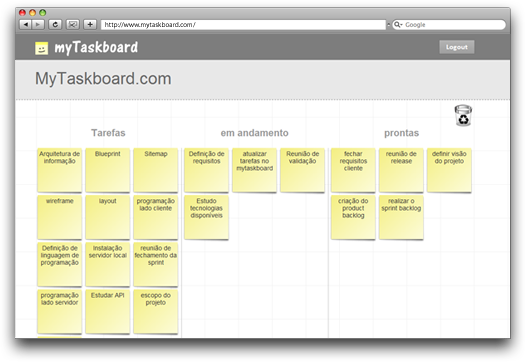 http://www.mytaskboard.com/
Google
myTaskboard
Logout
MyTaskboard.com
Tarefas
em andamento
prontas
Arquitetura de
informação
Blueprint
Sitemap
Definição de
requisitos
atualizar
tarefas no
mytaskboard
Reunião de
validação
fechar
requisitos
cliente
reunião de
release
definir visão
do projeto
wireframe
layout
programação
lado cliente
Estudo
tecnologias
disponíveis
criação do
product
backlog
realizar o
sprint backlog
Definição de
linguagem de
programação
Instalação
servidor local
reunião de
fechamento da
sprint
programação
lado servidor
Estudar API
escopo do
projeto